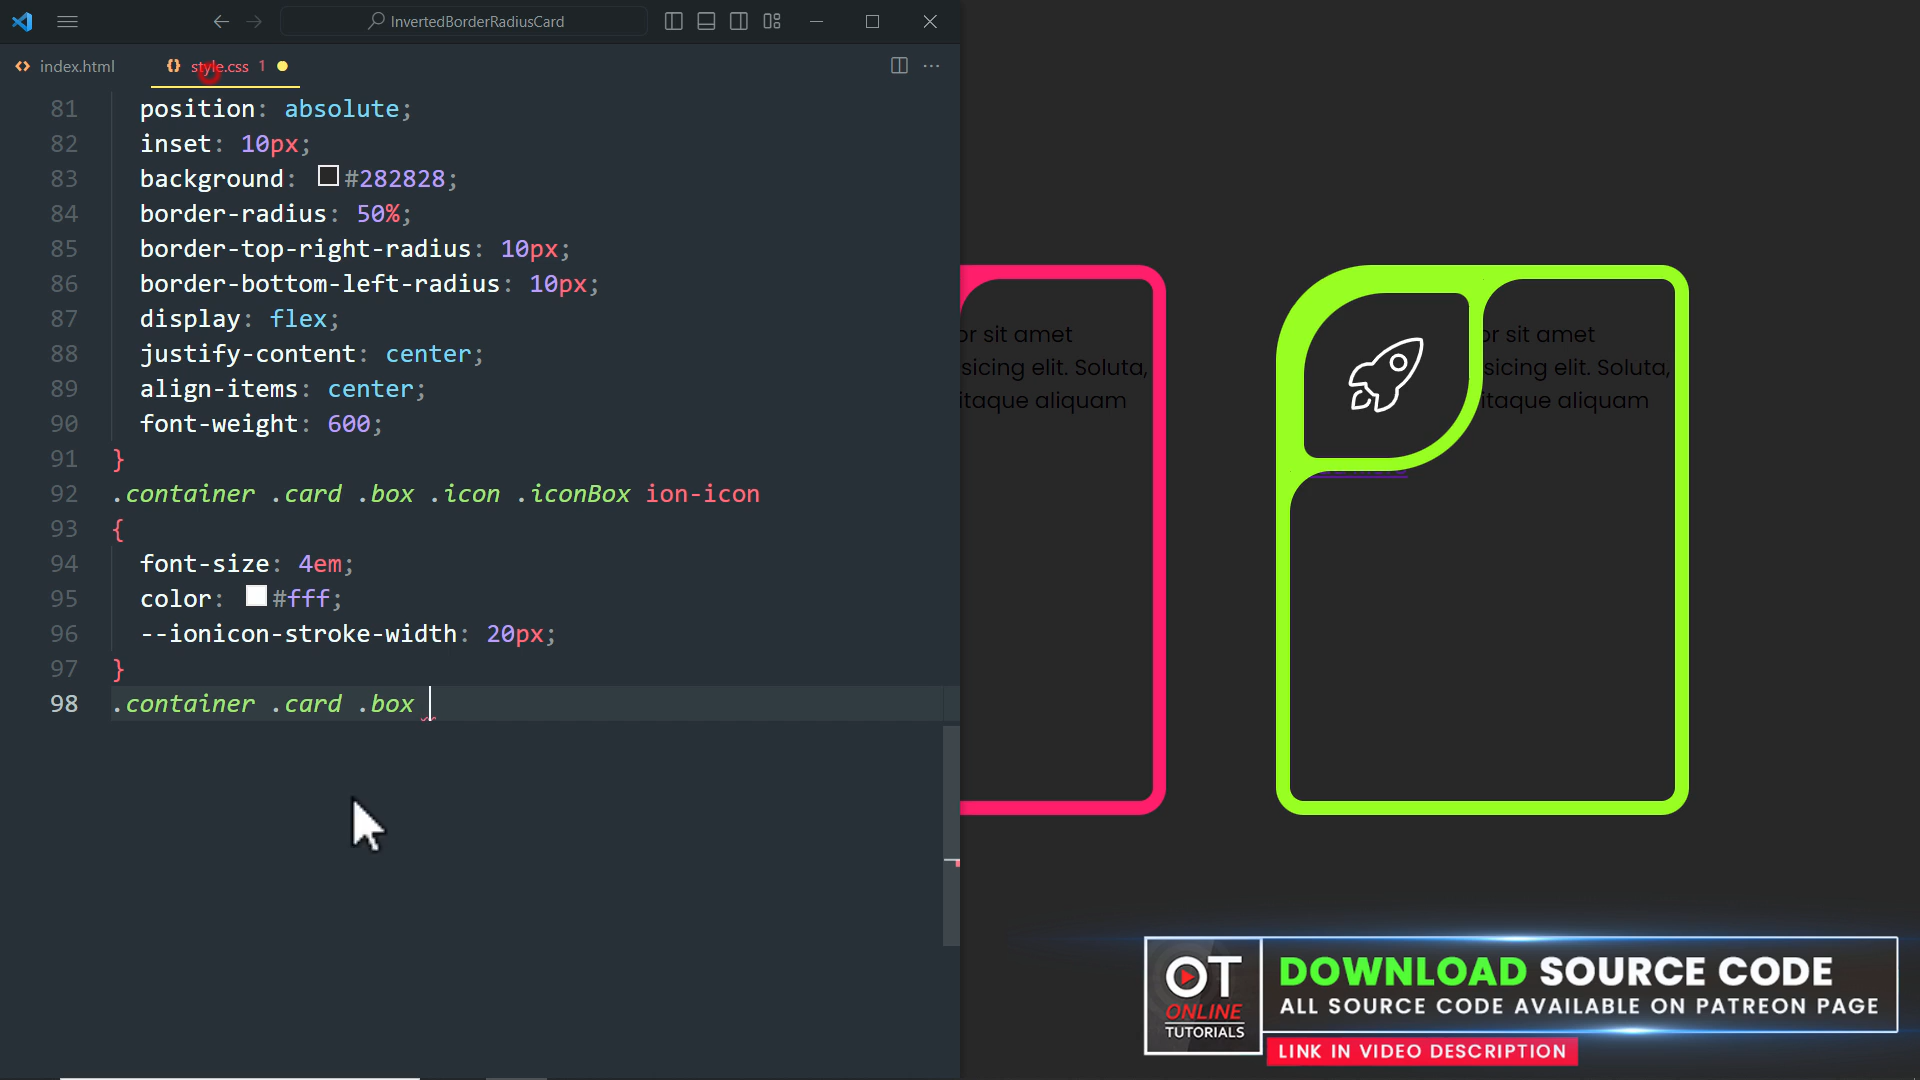 InvertedBorderRadiusCard
index.html
style.css 1
81 position: absolute;
82 inset: 10px;
83 background: #282828;
84 border-radius: 50%;
85 border-top-right-radius: 10px;
86 border-bottom-left-radius: 10px;
87 display: flex;
88 justify-content: center;
89 align-items: center;
90 font-weight: 600;
91 }
92 .container .card .box .icon .iconBox ion-icon
93 {
94 font-size: 4em;
95 color: #fff;
96 --ionicon-stroke-width: 20px;
97 }
98 .container .card .box
or sit amet
sicing elit. Soluta,
itaque aliquam
or sit amet
sicing elit. Soluta,
itaque aliquam
OT
ONLINE
TUTORIALS
DOWNLOAD SOURCE CODE
ALL SOURCE CODE AVAILABLE ON PATREON PAGE
LINK IN VIDEO DESCRIPTION